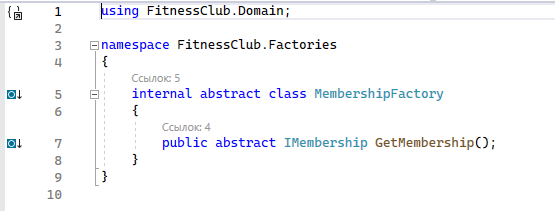 1 using FitnessClub.Domain;
2
3 namespace FitnessClub.Factories
4 {
Ссылок: 5
5 internal abstract class MembershipFactory
6 {
Ссылок: 4
7 public abstract IMembership GetMembership();
8 }
9 }
10